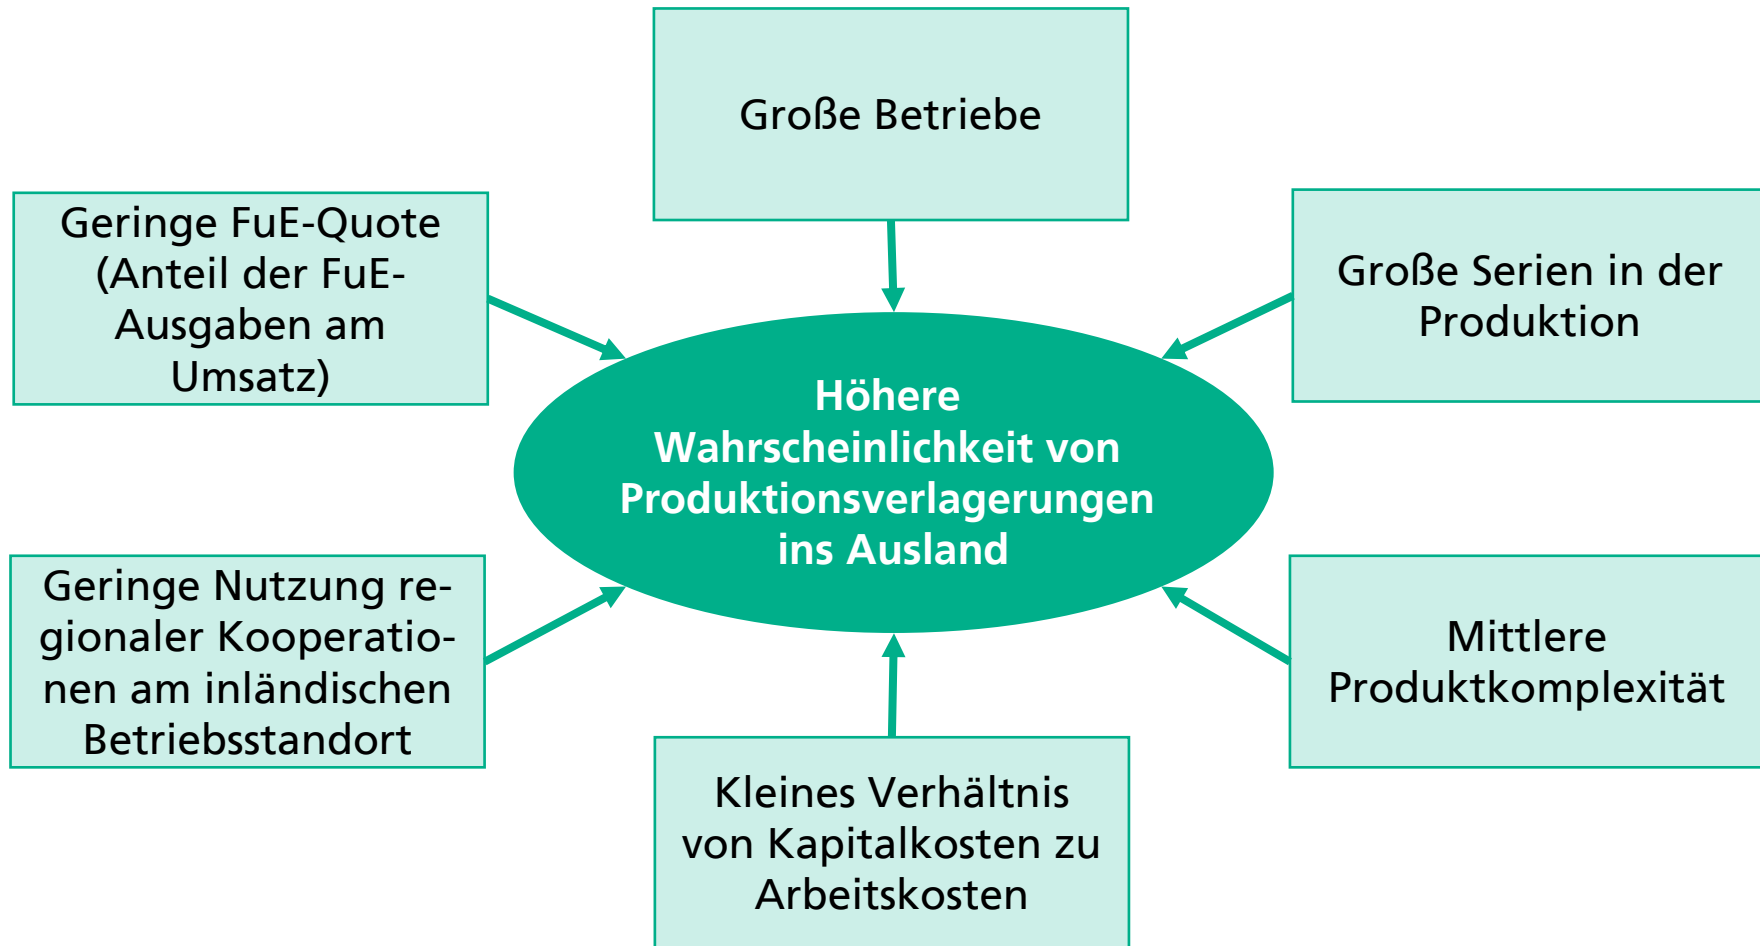 Große Betriebe
Geringe FuE-Quote
(Anteil der FuE-
Ausgaben am
Umsatz)
Große Serien in der
Produktion
Höhere
Wahrscheinlichkeit von
Produktionsverlagerungen
ins Ausland
Geringe Nutzung re-
gionaler Kooperatio-
nen am inländischen
Betriebsstandort
Mittlere
Produktkomplexität
Kleines Verhältnis
von Kapitalkosten zu
Arbeitskosten